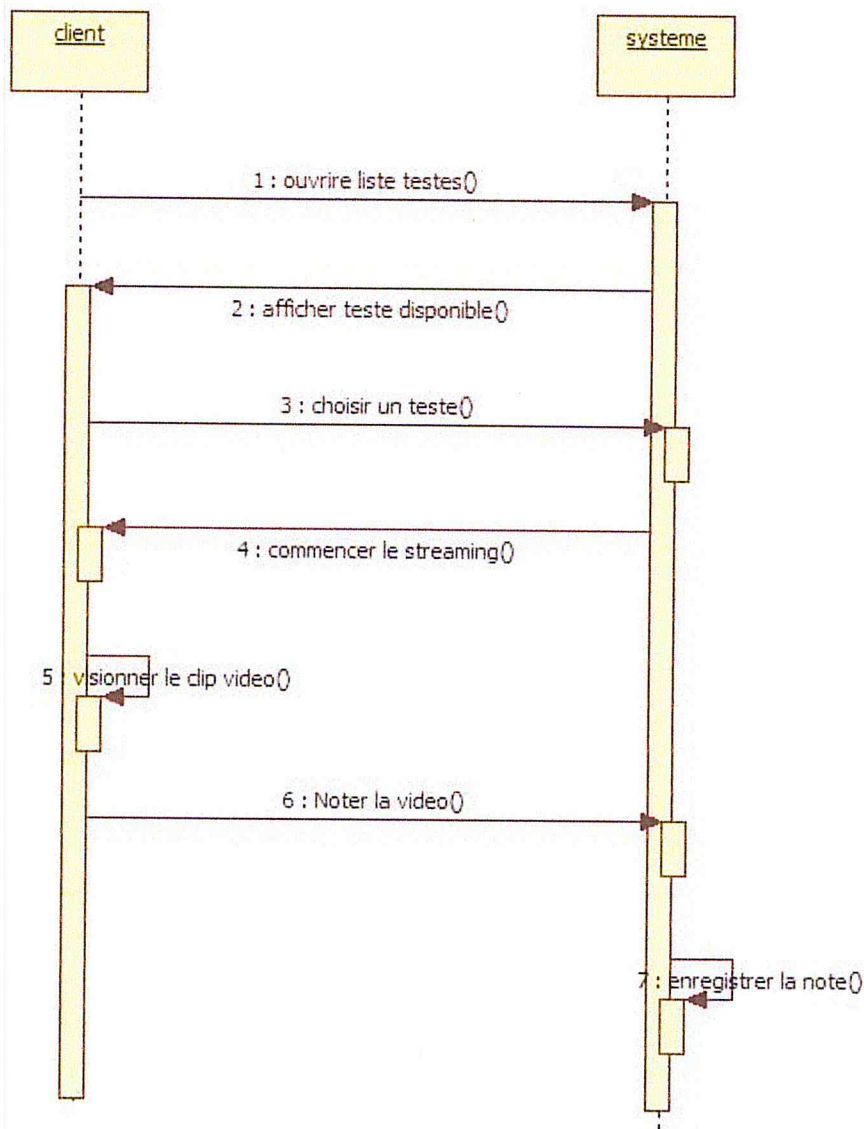 client
systeme
1 : ouvrire liste testes()
2 : afficher teste disponible()
3 : choisir un teste()
4 : commencer le streaming()
5 : visionner le clip video()
6 : Noter la video()
7 : enregistrer la note()